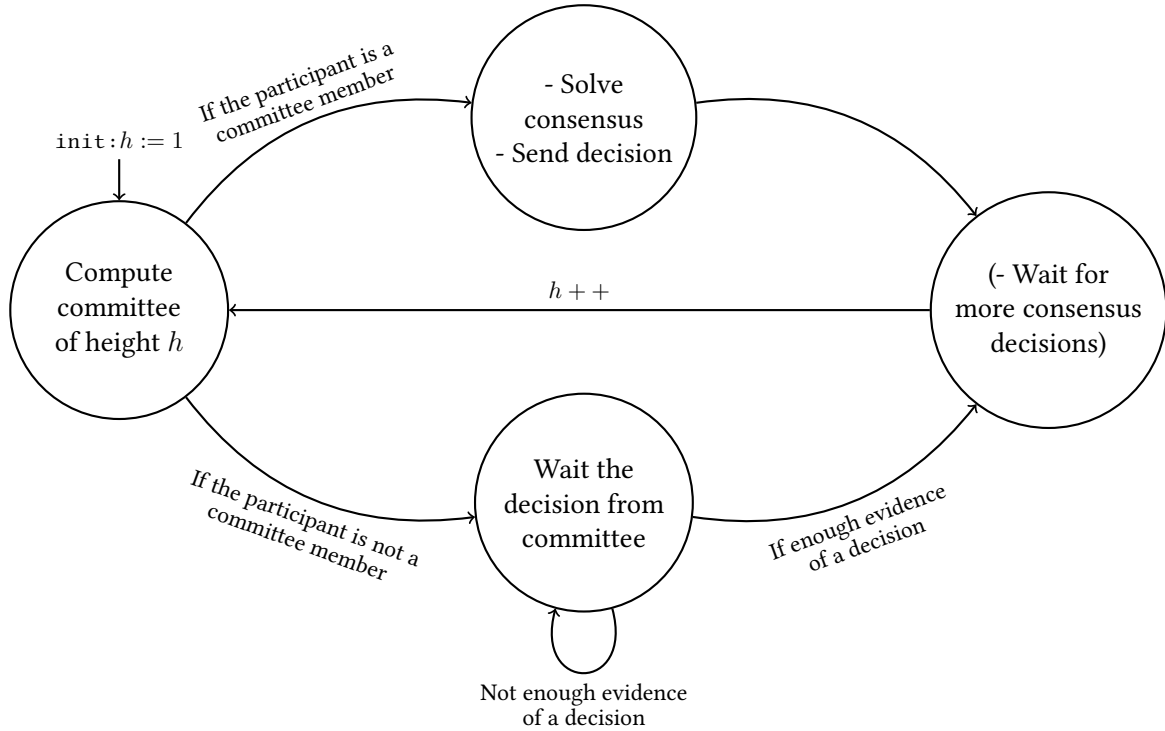 If the participant is a
committee member
- Solve
consensus
- Send decision
init: h := 1
Compute
committee
of height h
h + +
(- Wait for
more consensus
decisions)
If the participant is not a
committee member
Wait the
decision from
committee
If enough evidence
of a decision
Not enough evidence
of a decision